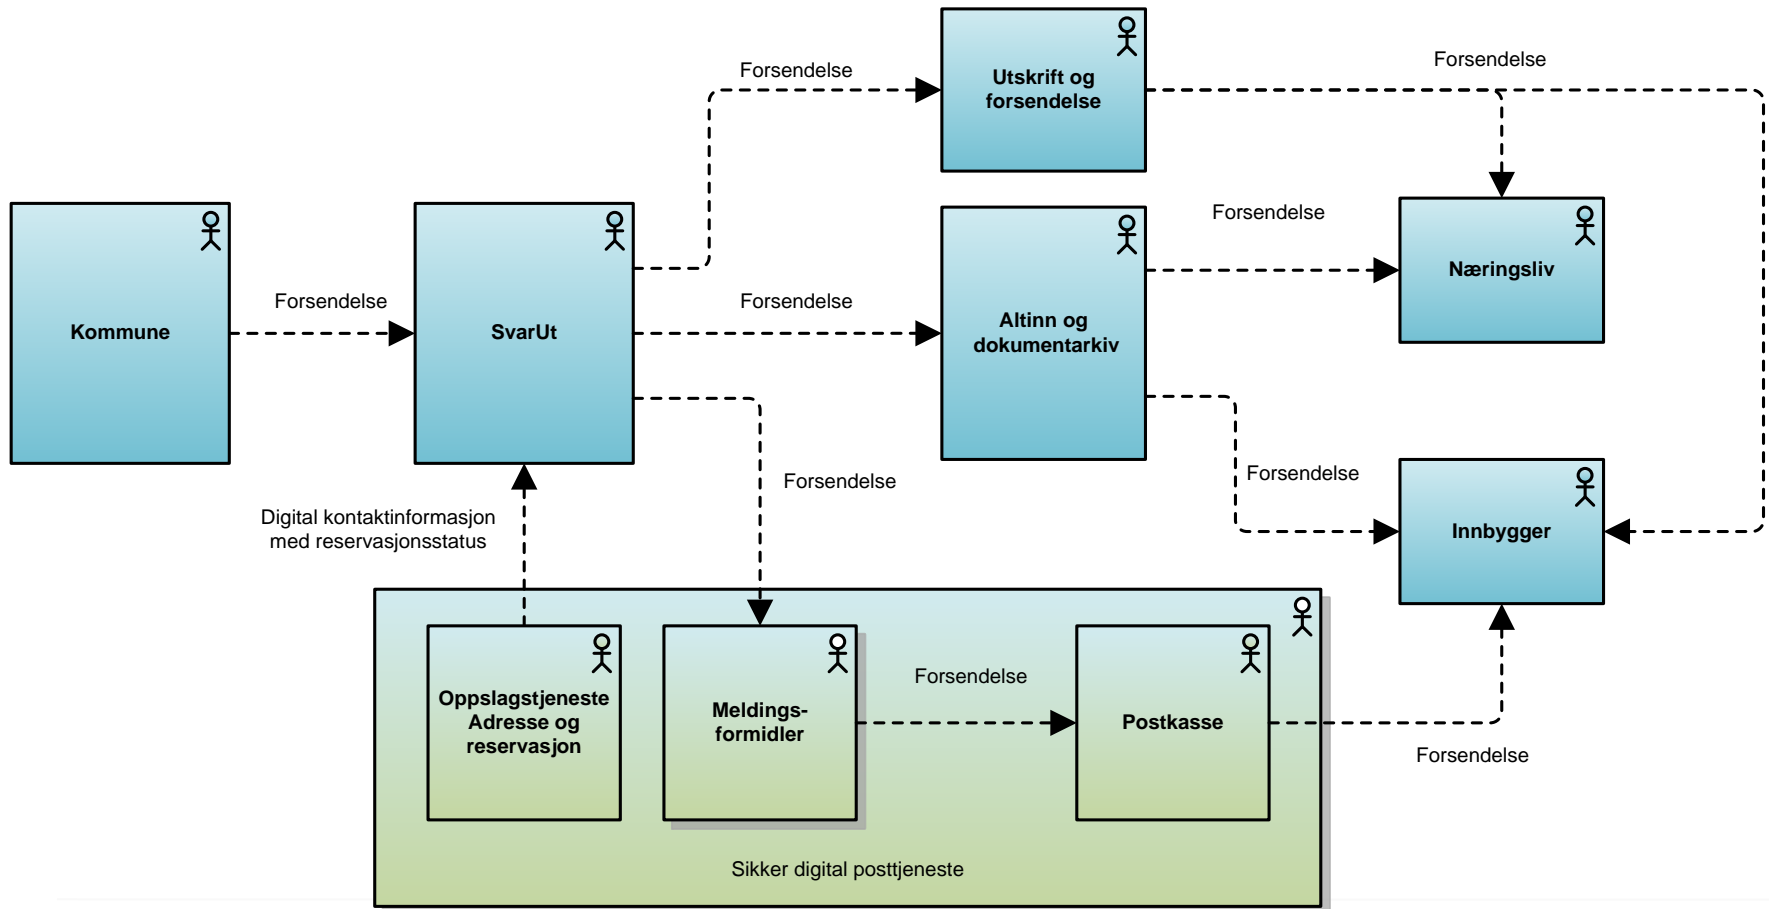 Utskrift og
forsendelse
Forsendelse
Forsendelse
Kommune
Forsendelse
SvarUt
Forsendelse
Altinn og
dokumentarkiv
Forsendelse
Næringsliv
Forsendelse
Forsendelse
Innbygger
Digital kontaktinformasjon
med reservasjonsstatus
Oppslagstjeneste
Adresse og
reservasjon
Meldings-
formidler
Forsendelse
Postkasse
Forsendelse
Sikker digital posttjeneste